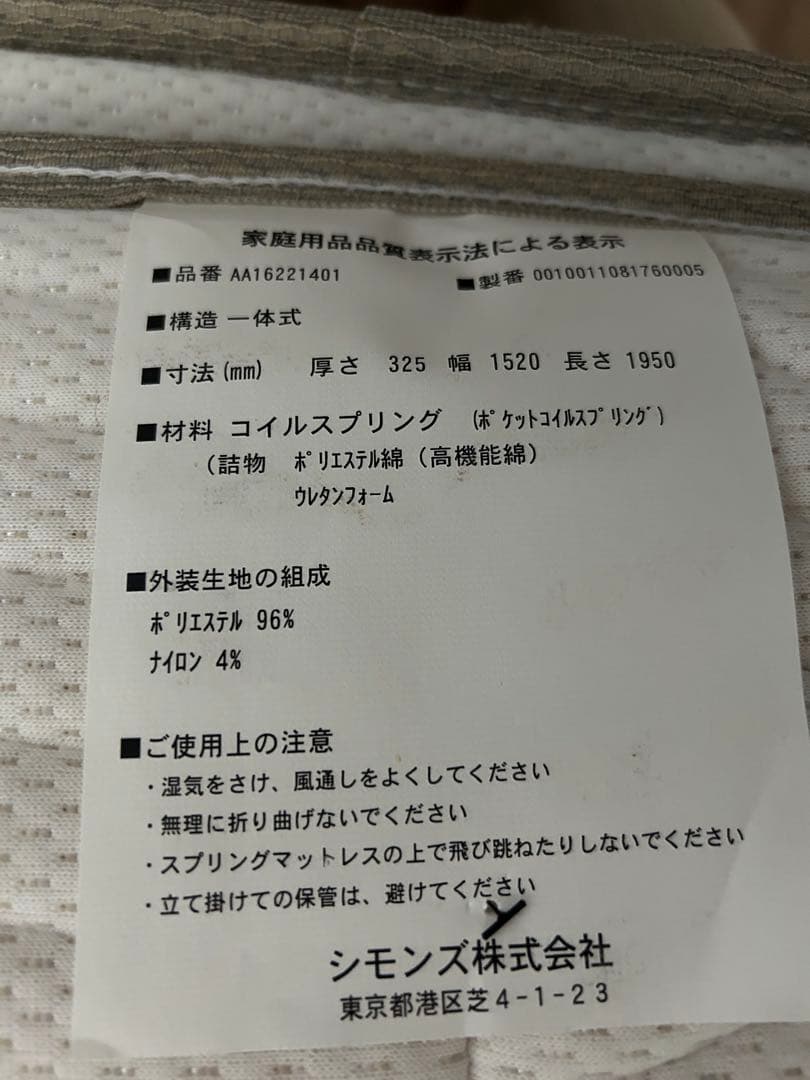 家庭用品品質表示法による表示
■品番 AA16221401 ■製番 0010011081760005
■構造 一体式
■寸法(mm) 厚さ 325 幅 1520 長さ 1950
■材料 コイルスプリング (ﾎﾟｹｯﾄｺｲﾙｽﾌﾟﾘﾝｸﾞ)
(詰物 ﾎﾟﾘｴｽﾃﾙ綿 (高機能綿)
ｳﾚﾀﾝﾌｫｰﾑ
■外装生地の組成
ﾎﾟﾘｴｽﾃﾙ 96%
ﾅｲﾛﾝ 4%
■ご使用上の注意
・湿気をさけ、風通しをよくしてください
・無理に折り曲げないでください
・スプリングマットレスの上で飛び跳ねたりしないでください
・立て掛けての保管は、避けてください
シモンズ株式会社
東京都港区芝4-1-23